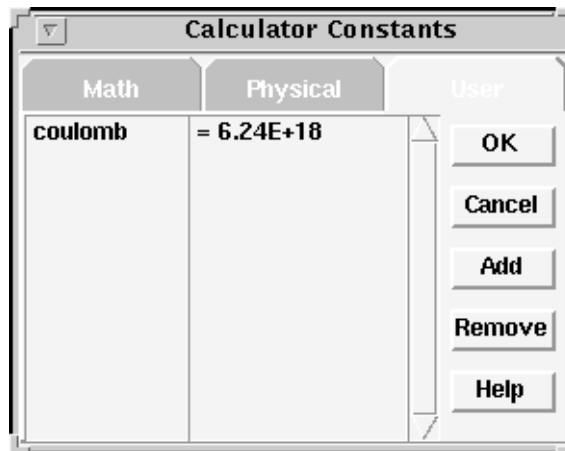 Calculator Constants
Math Physical User
coulomb = 6.24E+18
OK
Cancel
Add
Remove
Help